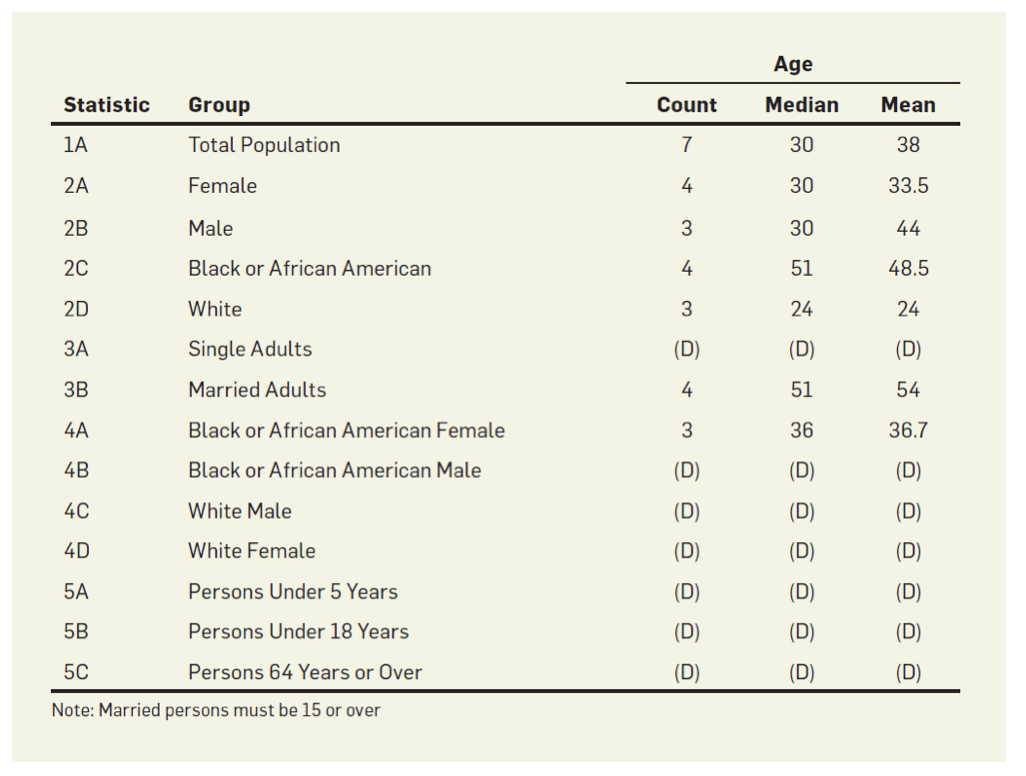 Age
Statistic Group Count Median Mean
1A Total Population 7 30 38
2A Female 4 30 33.5
2B Male 3 30 44
2C Black or African American 4 51 48.5
2D White 3 24 24
3A Single Adults (D) (D) (D)
3B Married Adults 4 51 54
4A Black or African American Female 3 36 36.7
4B Black or African American Male (D) (D) (D)
4C White Male (D) (D) (D)
4D White Female (D) (D) (D)
5A Persons Under 5 Years (D) (D) (D)
5B Persons Under 18 Years (D) (D) (D)
5C Persons 64 Years or Over (D) (D) (D)
Note: Married persons must be 15 or over